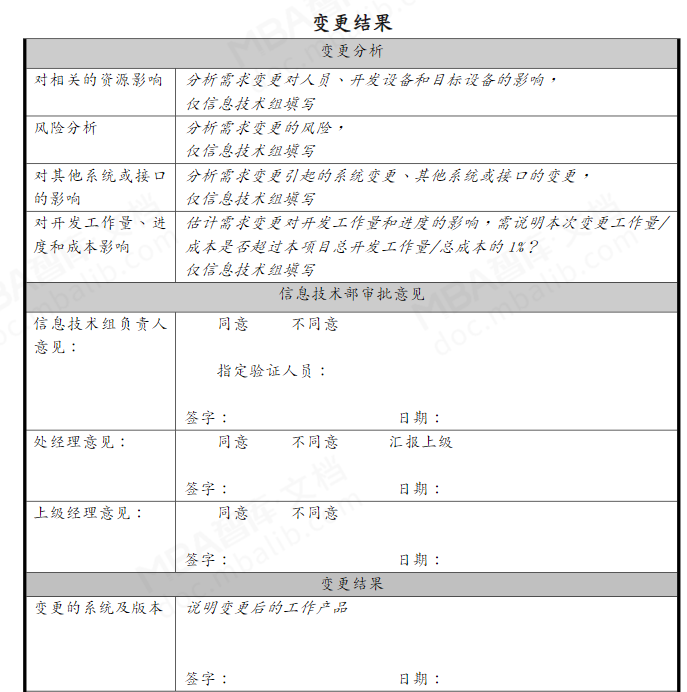 变更结果
变更分析
对相关的资源影响
分析需求变更对人员、开发设备和目标设备的影响，
仅信息技术组填写
风险分析
分析需求变更的风险，
仅信息技术组填写
对其他系统或接口
的影响
分析需求变更引起的系统变更、其他系统或接口的变更，
仅信息技术组填写
对开发工作量、进
度和成本影响
估计需求变更对开发工作量和进度的影响，需说明本次变更工作量/
成本是否超过本项目总开发工作量/总成本的1%？
仅信息技术组填写
信息技术部审批意见
信息技术组负责人
意见：
同意 不同意
指定验证人员：
签字： 日期：
处经理意见：
同意 不同意 汇报上级
签字： 日期：
上级经理意见：
同意 不同意
签字： 日期：
变更结果
变更的系统及版本
说明变更后的工作产品
签字： 日期：
MBA智库·文档
doc.mbalib.com